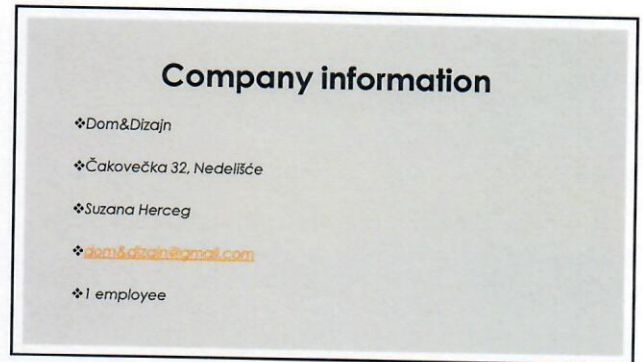 Company information
❖Dom&Dizajn
❖Čakovečka 32, Nedelišće
❖Suzana Herceg
❖dom&dizajn@gmail.com
❖1 employee